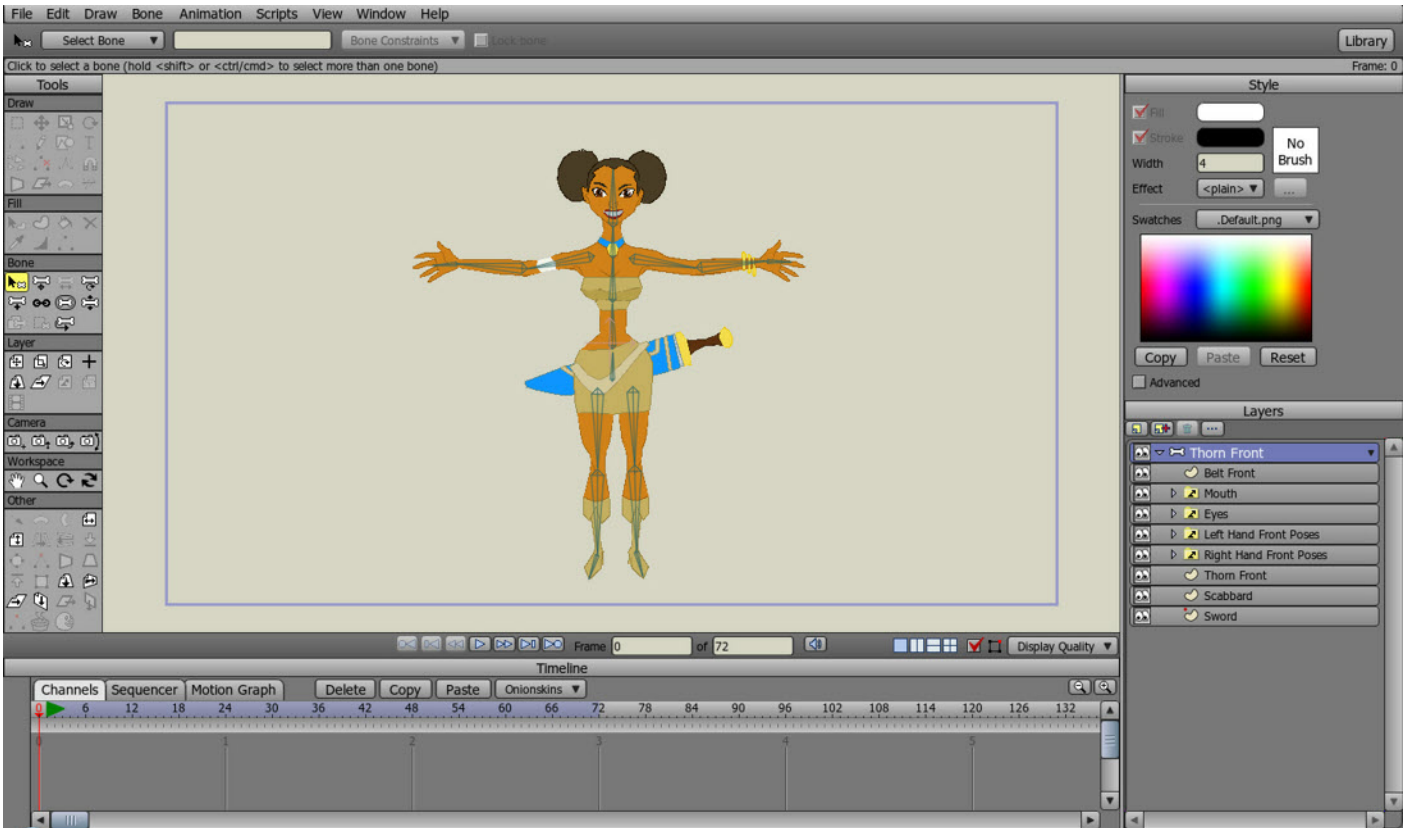 File Edit Draw Bone Animation Scripts View Window Help
Select Bone Bone Constraints Lock bone Library
Click to select a bone (hold <shift> or <ctrl/cmd> to select more than one bone) Frame: 0
Tools
Draw
T
Fill
Bone
Layer
Camera
Workspace
Other
Style
Fill
Stroke
No Brush
Width 4
Effect <plain> ...
Swatches .Default.png
Copy Paste Reset
Advanced
Layers
...
Thorn Front
Belt Front
Mouth
Eyes
Left Hand Front Poses
Right Hand Front Poses
Thorn Front
Scabbard
Sword
Frame 0 of 72 Display Quality
Timeline
Channels Sequencer Motion Graph Delete Copy Paste Onionskins
0 6 12 18 24 30 36 42 48 54 60 66 72 78 84 90 96 102 108 114 120 126 132
0 1 2 3 4 5